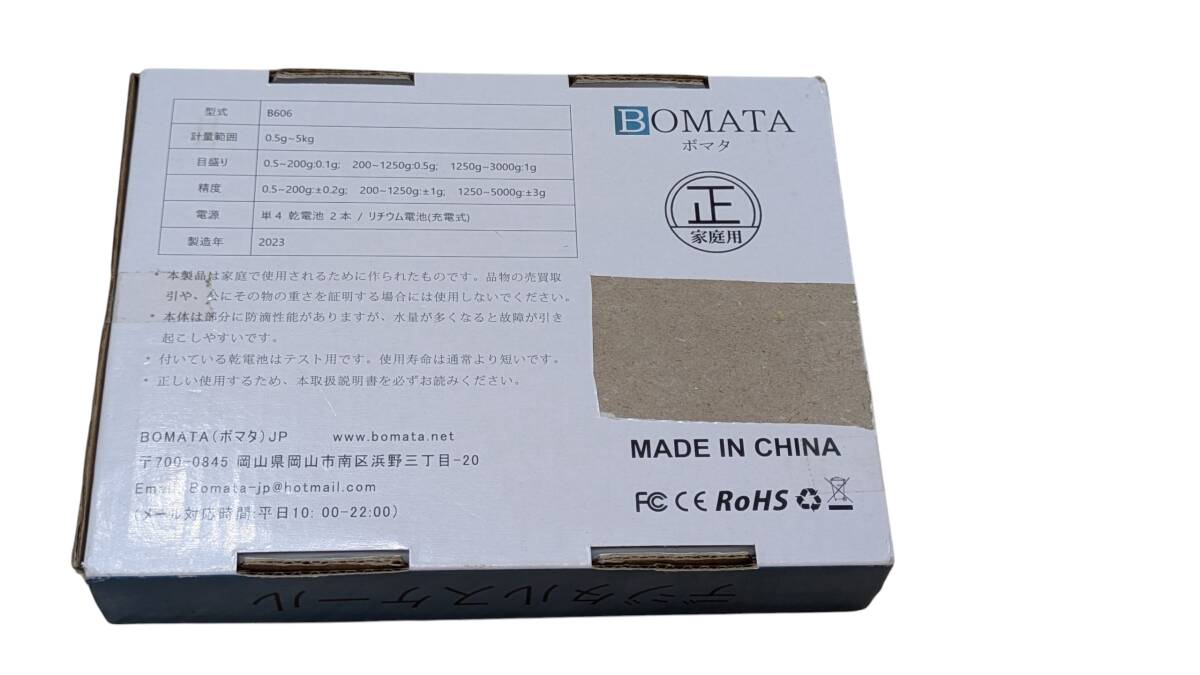 型式 B606
計量範囲 0.5g~5kg
目盛り 0.5~200g:0.1g; 200~1250g:0.5g; 1250g~3000g:1g
精度 0.5~200g:±0.2g; 200~1250g:±1g; 1250~5000g:±3g
電源 単4 乾電池 2本 / リチウム電池(充電式)
製造年 2023
* 本製品は家庭で使用されるために作られたものです。品物の売買取
引や、公にその物の重さを証明する場合には使用しないでください。
* 本体は部分に防滴性能がありますが、水量が多くなると故障が引き
起こしやすいです。
* 付いている乾電池はテスト用です。使用寿命は通常より短いです。
* 正しい使用するため、本取扱説明書を必ずお読みください。
BOMATA(ボマタ)JP www.bomata.net
〒700-0845 岡山県岡山市南区浜野三丁目-20
Email: Bomata-jp@hotmail.com
(メール対応時間:平日10: 00-22:00)
BOMATA
ボマタ
正
家庭用
MADE IN CHINA
FC CE RoHS
デジタルスケール